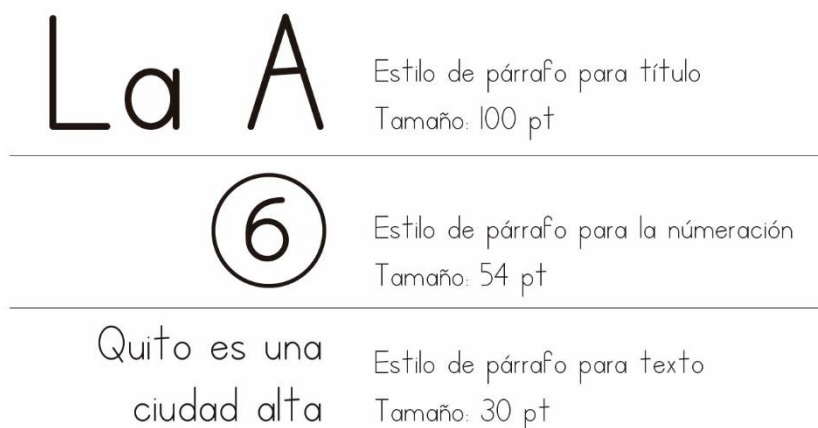 La A
Estilo de párrafo para título
Tamaño: 100 pt
6
Estilo de párrafo para la númeración
Tamaño: 54 pt
Quito es una
ciudad alta
Estilo de párrafo para texto
Tamaño: 30 pt